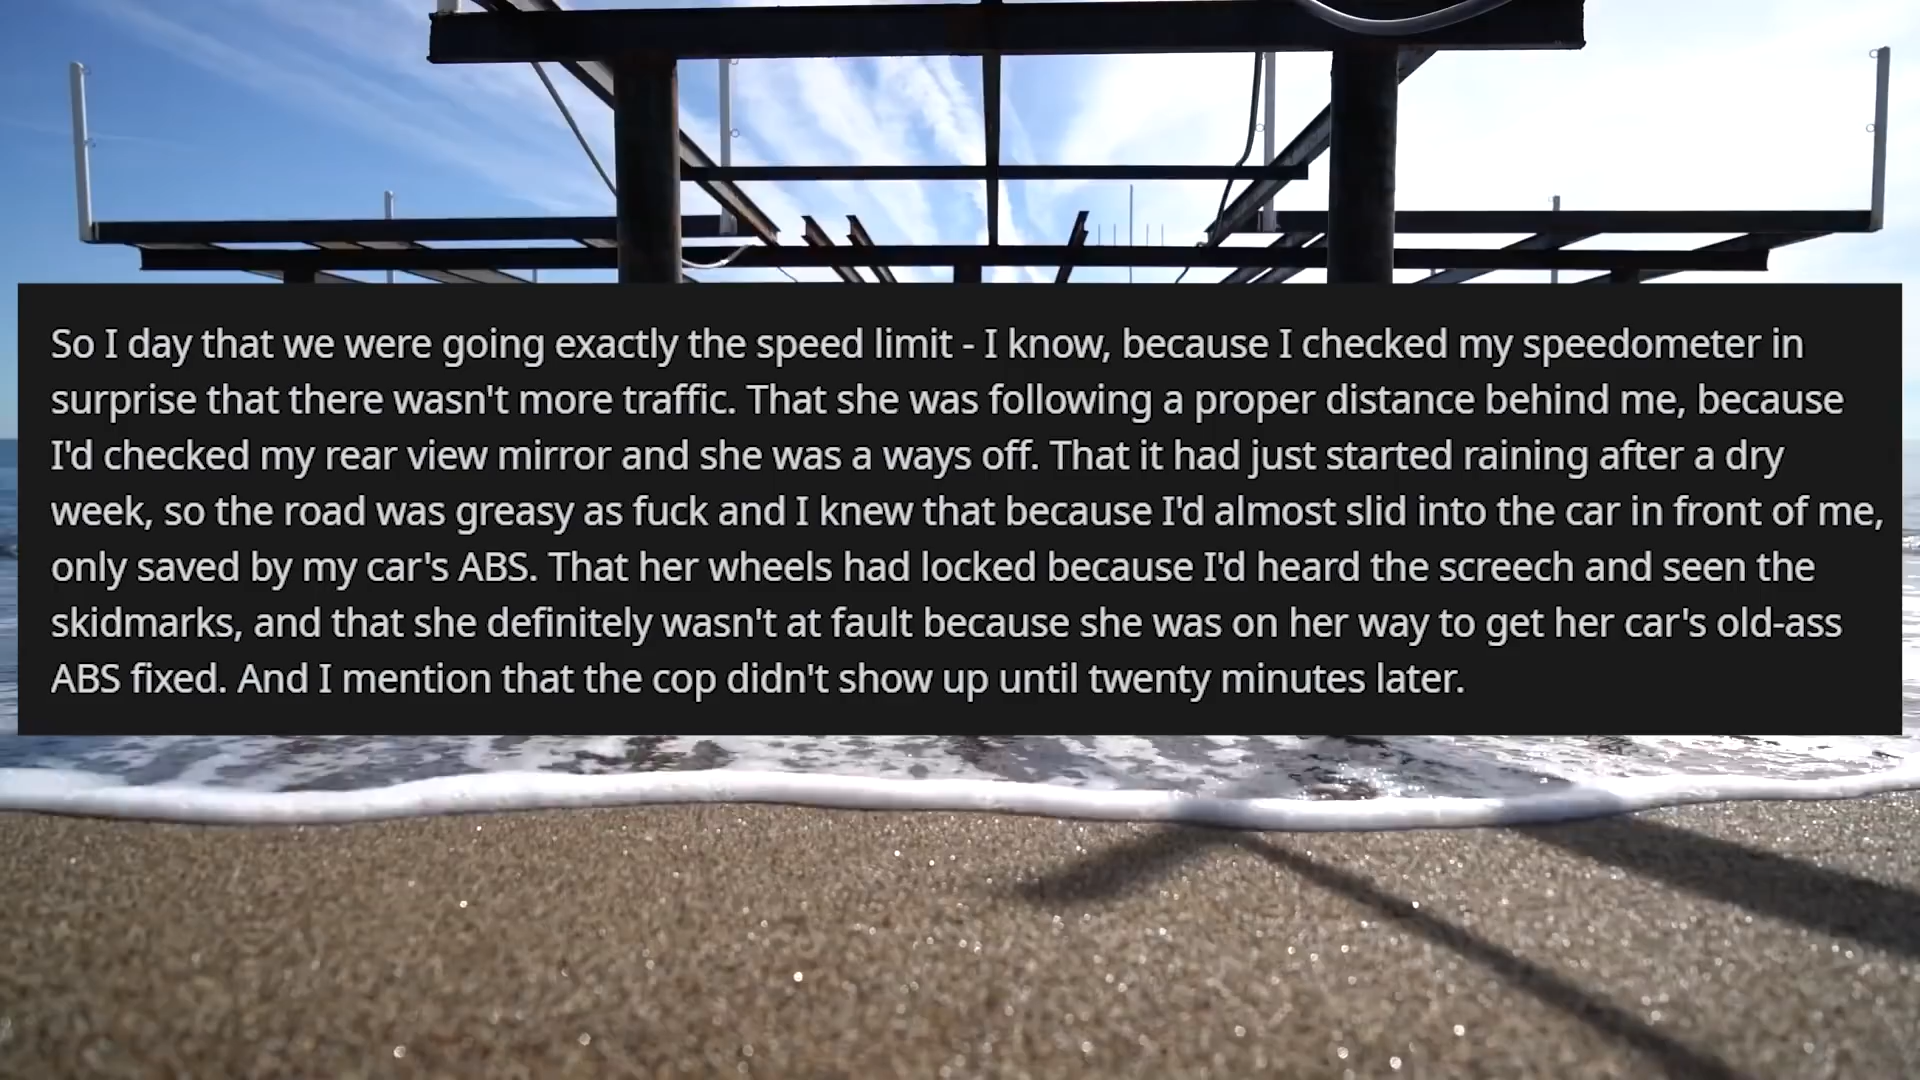 So I day that we were going exactly the speed limit - I know, because I checked my speedometer in
surprise that there wasn't more traffic. That she was following a proper distance behind me, because
I'd checked my rear view mirror and she was a ways off. That it had just started raining after a dry
week, so the road was greasy as fuck and I knew that because I'd almost slid into the car in front of me,
only saved by my car's ABS. That her wheels had locked because I'd heard the screech and seen the
skidmarks, and that she definitely wasn't at fault because she was on her way to get her car's old-ass
ABS fixed. And I mention that the cop didn't show up until twenty minutes later.